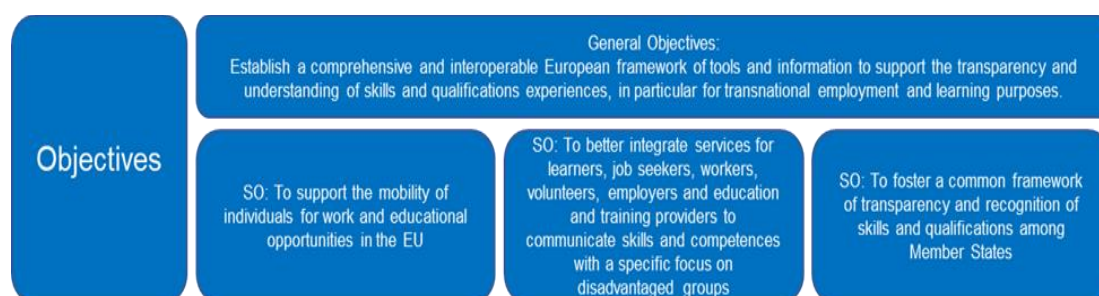 Objectives
General Objectives:
Establish a comprehensive and interoperable European framework of tools and information to support the transparency and
understanding of skills and qualifications experiences, in particular for transnational employment and learning purposes.
SO: To support the mobility of
individuals for work and educational
opportunities in the EU
SO: To better integrate services for
learners, job seekers, workers,
volunteers, employers and education
and training providers to
communicate skills and competences
with a specific focus on
disadvantaged groups
SO: To foster a common framework
of transparency and recognition of
skills and qualifications among
Member States